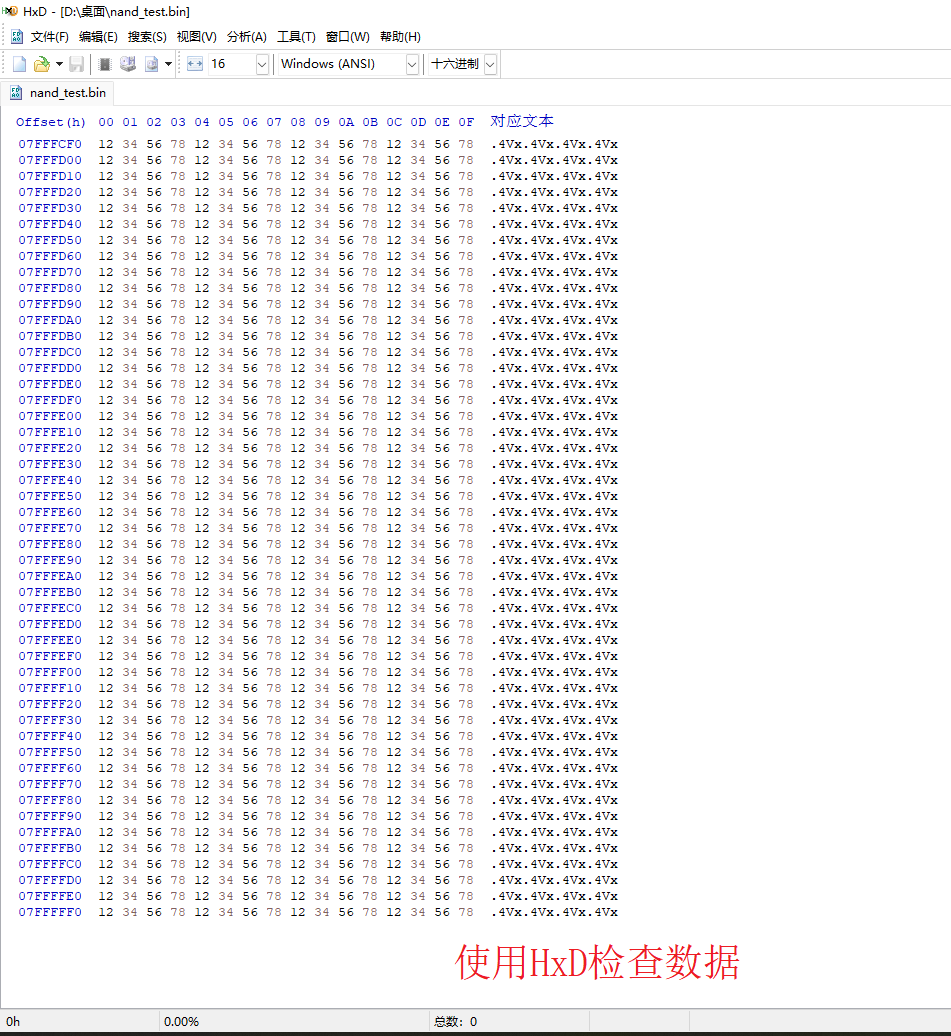 HxD - [D:\桌面\nand_test.bin]
文件(F) 编辑(E) 搜索(S) 视图(V) 分析(A) 工具(T) 窗口(W) 帮助(H)
16 Windows (ANSI) 十六进制
nand_test.bin
Offset(h) 00 01 02 03 04 05 06 07 08 09 0A 0B 0C 0D 0E 0F 对应文本
07FFFCF0 12 34 56 78 12 34 56 78 12 34 56 78 12 34 56 78 .4Vx.4Vx.4Vx.4Vx
07FFFD00 12 34 56 78 12 34 56 78 12 34 56 78 12 34 56 78 .4Vx.4Vx.4Vx.4Vx
07FFFD10 12 34 56 78 12 34 56 78 12 34 56 78 12 34 56 78 .4Vx.4Vx.4Vx.4Vx
07FFFD20 12 34 56 78 12 34 56 78 12 34 56 78 12 34 56 78 .4Vx.4Vx.4Vx.4Vx
07FFFD30 12 34 56 78 12 34 56 78 12 34 56 78 12 34 56 78 .4Vx.4Vx.4Vx.4Vx
07FFFD40 12 34 56 78 12 34 56 78 12 34 56 78 12 34 56 78 .4Vx.4Vx.4Vx.4Vx
07FFFD50 12 34 56 78 12 34 56 78 12 34 56 78 12 34 56 78 .4Vx.4Vx.4Vx.4Vx
07FFFD60 12 34 56 78 12 34 56 78 12 34 56 78 12 34 56 78 .4Vx.4Vx.4Vx.4Vx
07FFFD70 12 34 56 78 12 34 56 78 12 34 56 78 12 34 56 78 .4Vx.4Vx.4Vx.4Vx
07FFFD80 12 34 56 78 12 34 56 78 12 34 56 78 12 34 56 78 .4Vx.4Vx.4Vx.4Vx
07FFFD90 12 34 56 78 12 34 56 78 12 34 56 78 12 34 56 78 .4Vx.4Vx.4Vx.4Vx
07FFFDA0 12 34 56 78 12 34 56 78 12 34 56 78 12 34 56 78 .4Vx.4Vx.4Vx.4Vx
07FFFDB0 12 34 56 78 12 34 56 78 12 34 56 78 12 34 56 78 .4Vx.4Vx.4Vx.4Vx
07FFFDC0 12 34 56 78 12 34 56 78 12 34 56 78 12 34 56 78 .4Vx.4Vx.4Vx.4Vx
07FFFDD0 12 34 56 78 12 34 56 78 12 34 56 78 12 34 56 78 .4Vx.4Vx.4Vx.4Vx
07FFFDE0 12 34 56 78 12 34 56 78 12 34 56 78 12 34 56 78 .4Vx.4Vx.4Vx.4Vx
07FFFDF0 12 34 56 78 12 34 56 78 12 34 56 78 12 34 56 78 .4Vx.4Vx.4Vx.4Vx
07FFFE00 12 34 56 78 12 34 56 78 12 34 56 78 12 34 56 78 .4Vx.4Vx.4Vx.4Vx
07FFFE10 12 34 56 78 12 34 56 78 12 34 56 78 12 34 56 78 .4Vx.4Vx.4Vx.4Vx
07FFFE20 12 34 56 78 12 34 56 78 12 34 56 78 12 34 56 78 .4Vx.4Vx.4Vx.4Vx
07FFFE30 12 34 56 78 12 34 56 78 12 34 56 78 12 34 56 78 .4Vx.4Vx.4Vx.4Vx
07FFFE40 12 34 56 78 12 34 56 78 12 34 56 78 12 34 56 78 .4Vx.4Vx.4Vx.4Vx
07FFFE50 12 34 56 78 12 34 56 78 12 34 56 78 12 34 56 78 .4Vx.4Vx.4Vx.4Vx
07FFFE60 12 34 56 78 12 34 56 78 12 34 56 78 12 34 56 78 .4Vx.4Vx.4Vx.4Vx
07FFFE70 12 34 56 78 12 34 56 78 12 34 56 78 12 34 56 78 .4Vx.4Vx.4Vx.4Vx
07FFFE80 12 34 56 78 12 34 56 78 12 34 56 78 12 34 56 78 .4Vx.4Vx.4Vx.4Vx
07FFFE90 12 34 56 78 12 34 56 78 12 34 56 78 12 34 56 78 .4Vx.4Vx.4Vx.4Vx
07FFFEA0 12 34 56 78 12 34 56 78 12 34 56 78 12 34 56 78 .4Vx.4Vx.4Vx.4Vx
07FFFEB0 12 34 56 78 12 34 56 78 12 34 56 78 12 34 56 78 .4Vx.4Vx.4Vx.4Vx
07FFFEC0 12 34 56 78 12 34 56 78 12 34 56 78 12 34 56 78 .4Vx.4Vx.4Vx.4Vx
07FFFED0 12 34 56 78 12 34 56 78 12 34 56 78 12 34 56 78 .4Vx.4Vx.4Vx.4Vx
07FFFEE0 12 34 56 78 12 34 56 78 12 34 56 78 12 34 56 78 .4Vx.4Vx.4Vx.4Vx
07FFFEF0 12 34 56 78 12 34 56 78 12 34 56 78 12 34 56 78 .4Vx.4Vx.4Vx.4Vx
07FFFF00 12 34 56 78 12 34 56 78 12 34 56 78 12 34 56 78 .4Vx.4Vx.4Vx.4Vx
07FFFF10 12 34 56 78 12 34 56 78 12 34 56 78 12 34 56 78 .4Vx.4Vx.4Vx.4Vx
07FFFF20 12 34 56 78 12 34 56 78 12 34 56 78 12 34 56 78 .4Vx.4Vx.4Vx.4Vx
07FFFF30 12 34 56 78 12 34 56 78 12 34 56 78 12 34 56 78 .4Vx.4Vx.4Vx.4Vx
07FFFF40 12 34 56 78 12 34 56 78 12 34 56 78 12 34 56 78 .4Vx.4Vx.4Vx.4Vx
07FFFF50 12 34 56 78 12 34 56 78 12 34 56 78 12 34 56 78 .4Vx.4Vx.4Vx.4Vx
07FFFF60 12 34 56 78 12 34 56 78 12 34 56 78 12 34 56 78 .4Vx.4Vx.4Vx.4Vx
07FFFF70 12 34 56 78 12 34 56 78 12 34 56 78 12 34 56 78 .4Vx.4Vx.4Vx.4Vx
07FFFF80 12 34 56 78 12 34 56 78 12 34 56 78 12 34 56 78 .4Vx.4Vx.4Vx.4Vx
07FFFF90 12 34 56 78 12 34 56 78 12 34 56 78 12 34 56 78 .4Vx.4Vx.4Vx.4Vx
07FFFFA0 12 34 56 78 12 34 56 78 12 34 56 78 12 34 56 78 .4Vx.4Vx.4Vx.4Vx
07FFFFB0 12 34 56 78 12 34 56 78 12 34 56 78 12 34 56 78 .4Vx.4Vx.4Vx.4Vx
07FFFFC0 12 34 56 78 12 34 56 78 12 34 56 78 12 34 56 78 .4Vx.4Vx.4Vx.4Vx
07FFFFD0 12 34 56 78 12 34 56 78 12 34 56 78 12 34 56 78 .4Vx.4Vx.4Vx.4Vx
07FFFFE0 12 34 56 78 12 34 56 78 12 34 56 78 12 34 56 78 .4Vx.4Vx.4Vx.4Vx
07FFFFF0 12 34 56 78 12 34 56 78 12 34 56 78 12 34 56 78 .4Vx.4Vx.4Vx.4Vx
使用HxD检查数据
0h 0.00% 总数: 0